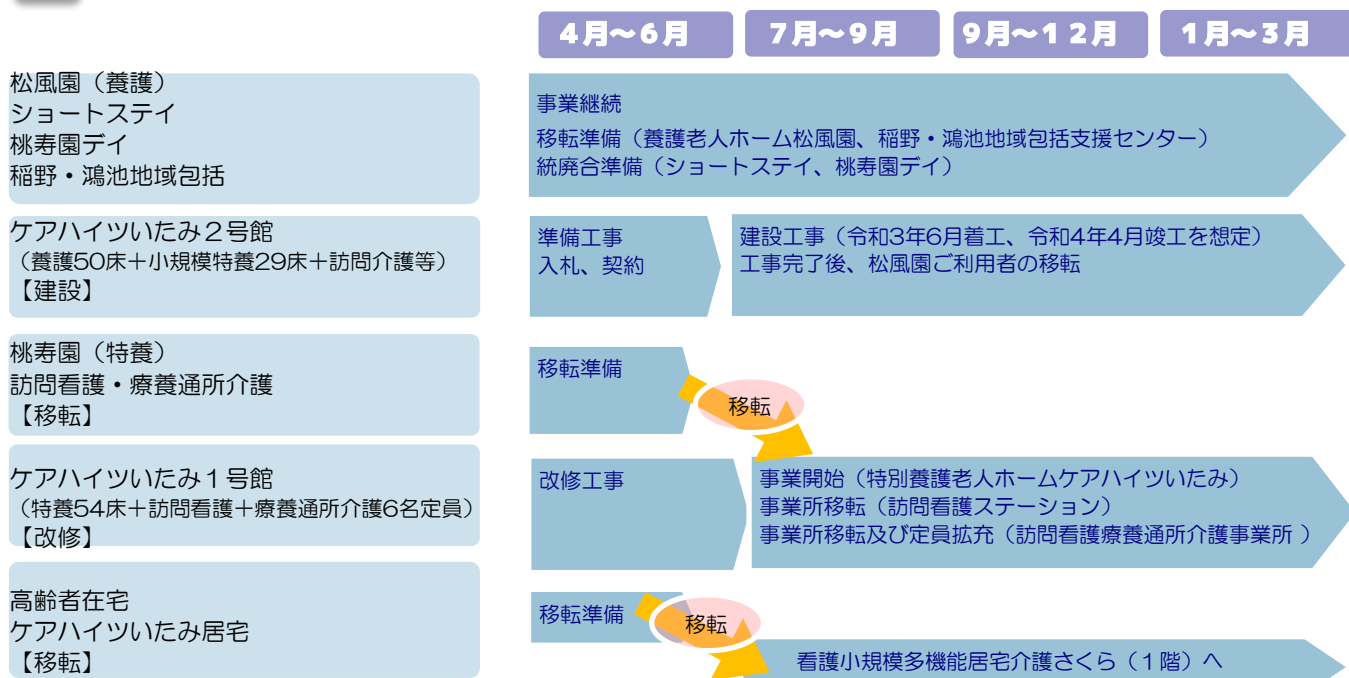 4月～6月
7月～9月
9月～12月
1月～3月
松風園（養護）
ショートステイ
桃寿園デイ
稲野・鴻池地域包括
事業継続
移転準備（養護老人ホーム松風園、稲野・鴻池地域包括支援センター）
統廃合準備（ショートステイ、桃寿園デイ）
ケアハイツいたみ２号館
（養護50床＋小規模特養29床＋訪問介護等）
【建設】
準備工事
入札、契約
建設工事（令和3年6月着工、令和4年4月竣工を想定）
工事完了後、松風園ご利用者の移転
桃寿園（特養）
訪問看護・療養通所介護
【移転】
移転準備
移転
ケアハイツいたみ１号館
（特養54床＋訪問看護＋療養通所介護6名定員）
【改修】
改修工事
事業開始（特別養護老人ホームケアハイツいたみ）
事業所移転（訪問看護ステーション）
事業所移転及び定員拡充（訪問看護療養通所介護事業所 ）
高齢者在宅
ケアハイツいたみ居宅
【移転】
移転準備
移転
看護小規模多機能居宅介護さくら（１階）へ